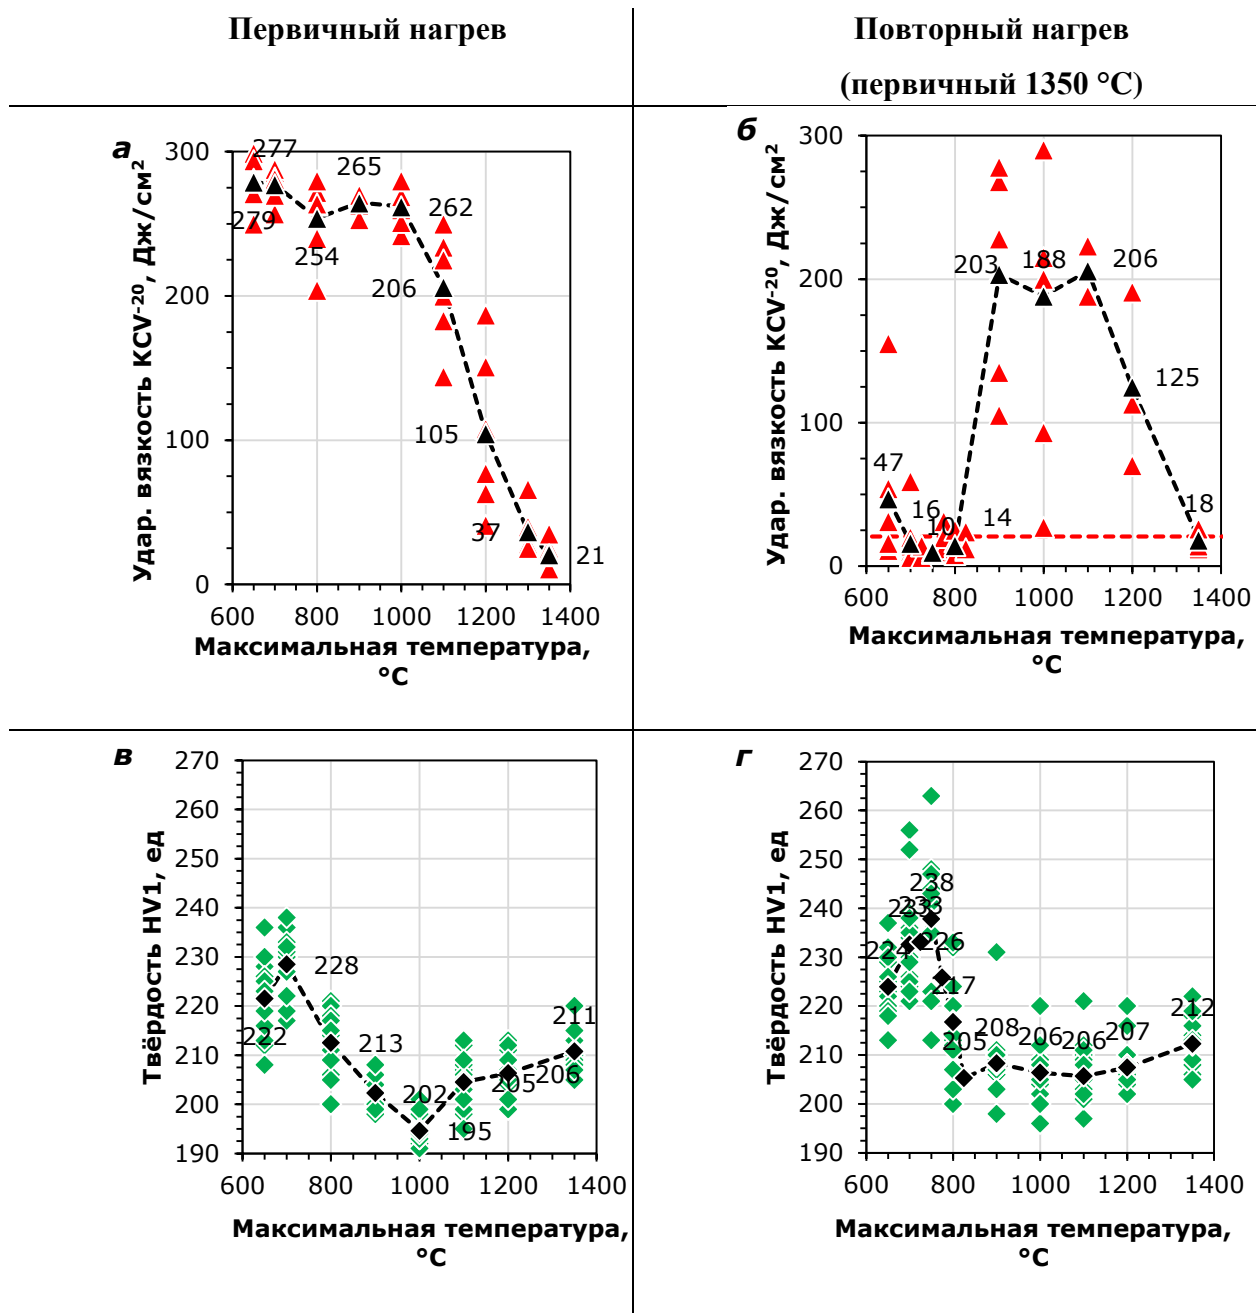 Первичный нагрев
Повторный нагрев
(первичный 1350 °С)
а
Удар. вязкость KCV-20, Дж/см2
300
200
100
0
277
279
254
265
262
206
105
37
21
600 800 1000 1200 1400
Максимальная температура,
°С
б
Удар. вязкость KCV-20, Дж/см2
300
200
100
0
47
16
10
14
203
188
206
125
18
600 800 1000 1200 1400
Максимальная температура,
°С
в
Твёрдость HV1, ед
270
260
250
240
230
220
210
200
190
222
228
213
202
195
205
206
211
600 800 1000 1200 1400
Максимальная температура,
°С
г
Твёрдость HV1, ед
270
260
250
240
230
220
210
200
190
224
233
233
238
226
217
205
208
206
206
207
212
600 800 1000 1200 1400
Максимальная температура,
°С